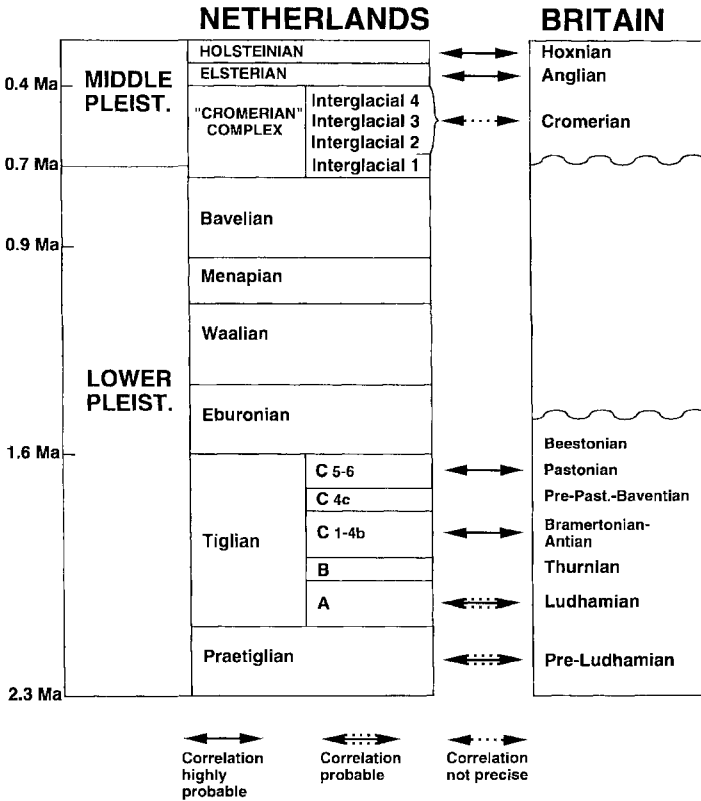 NETHERLANDS BRITAIN
HOLSTEINIAN Hoxnian
0.4 Ma MIDDLE PLEIST. ELSTERIAN Anglian
"CROMERIAN" COMPLEX
Interglacial 4
Interglacial 3 Cromerian
Interglacial 2
0.7 Ma Interglacial 1
Bavelian
0.9 Ma
Menapian
Waalian
LOWER
PLEIST.
Eburonian
Beestonian
1.6 Ma
C 5-6 Pastonian
C 4c Pre-Past.-Baventian
Tiglian C 1-4b Bramertonian-
Antian
B Thurnian
A Ludhamian
Praetiglian Pre-Ludhamian
2.3 Ma
Correlation Correlation Correlation
highly probable not precise
probable